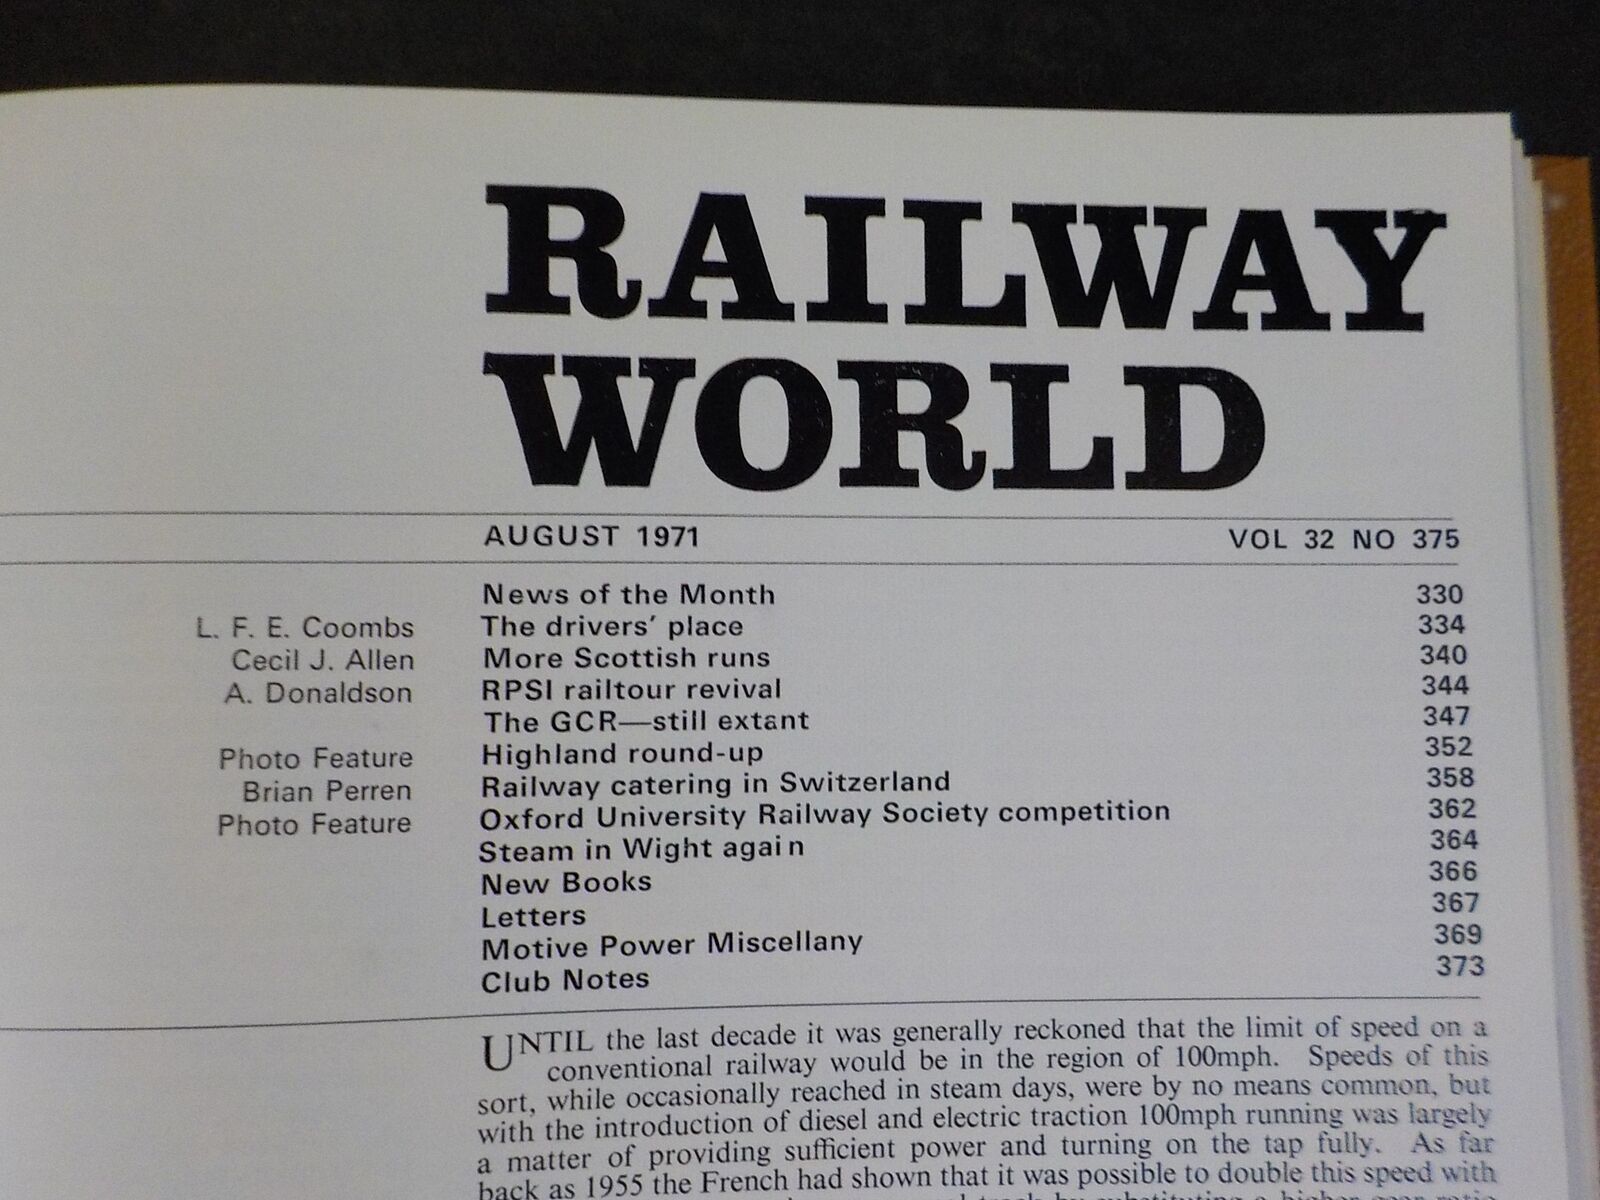 RAILWAY
WORLD
AUGUST 1971 VOL 32 NO 375
News of the Month 330
L. F. E. Coombs The drivers' place 334
Cecil J. Allen More Scottish runs 340
A. Donaldson RPSI railtour revival 344
The GCR—still extant 347
Photo Feature Highland round-up 352
Brian Perren Railway catering in Switzerland 358
Photo Feature Oxford University Railway Society competition 362
Steam in Wight again 364
New Books 366
Letters 367
Motive Power Miscellany 369
Club Notes 373
UNTIL the last decade it was generally reckoned that the limit of speed on a
conventional railway would be in the region of 100mph. Speeds of this
sort, while occasionally reached in steam days, were by no means common, but
with the introduction of diesel and electric traction 100mph running was largely
a matter of providing sufficient power and turning on the tap fully. As far
back as 1955 the French had shown that it was possible to double this speed with